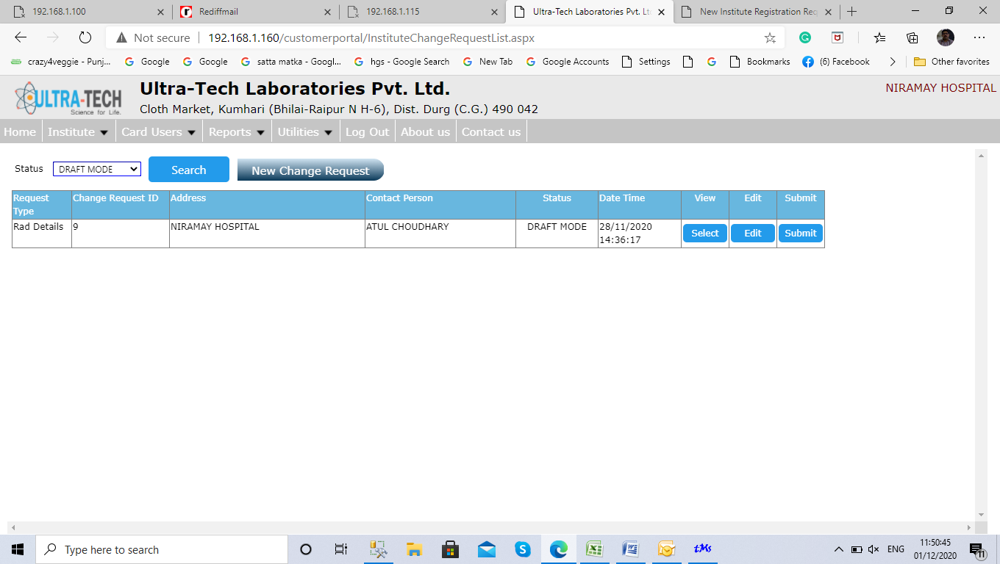 192.168.1.100
Rediffmail
192.168.1.115
Ultra-Tech Laboratories Pvt. Lt
New Institute Registration Req
Not secure
192.168.1.160/customerportal/InstituteChangeRequestList.aspx
crazy4veggie - Punj...
Google
Google
satta matka - Googl...
hgs - Google Search
New Tab
Google Accounts
Settings
Bookmarks
(6) Facebook
Other favorites
ULTRA-TECH
Science for Life.
Ultra-Tech Laboratories Pvt. Ltd.
Cloth Market, Kumhari (Bhilai-Raipur N H-6), Dist. Durg (C.G.) 490 042
NIRAMAY HOSPITAL
Home Institute Card Users Reports Utilities Log Out About us Contact us
Status DRAFT MODE Search New Change Request
Request Type Change Request ID Address Contact Person Status Date Time View Edit Submit
Rad Details 9 NIRAMAY HOSPITAL ATUL CHOUDHARY DRAFT MODE 28/11/2020 14:36:17 Select Edit Submit
Type here to search
tMs
ENG
11:50:45
01/12/2020
11